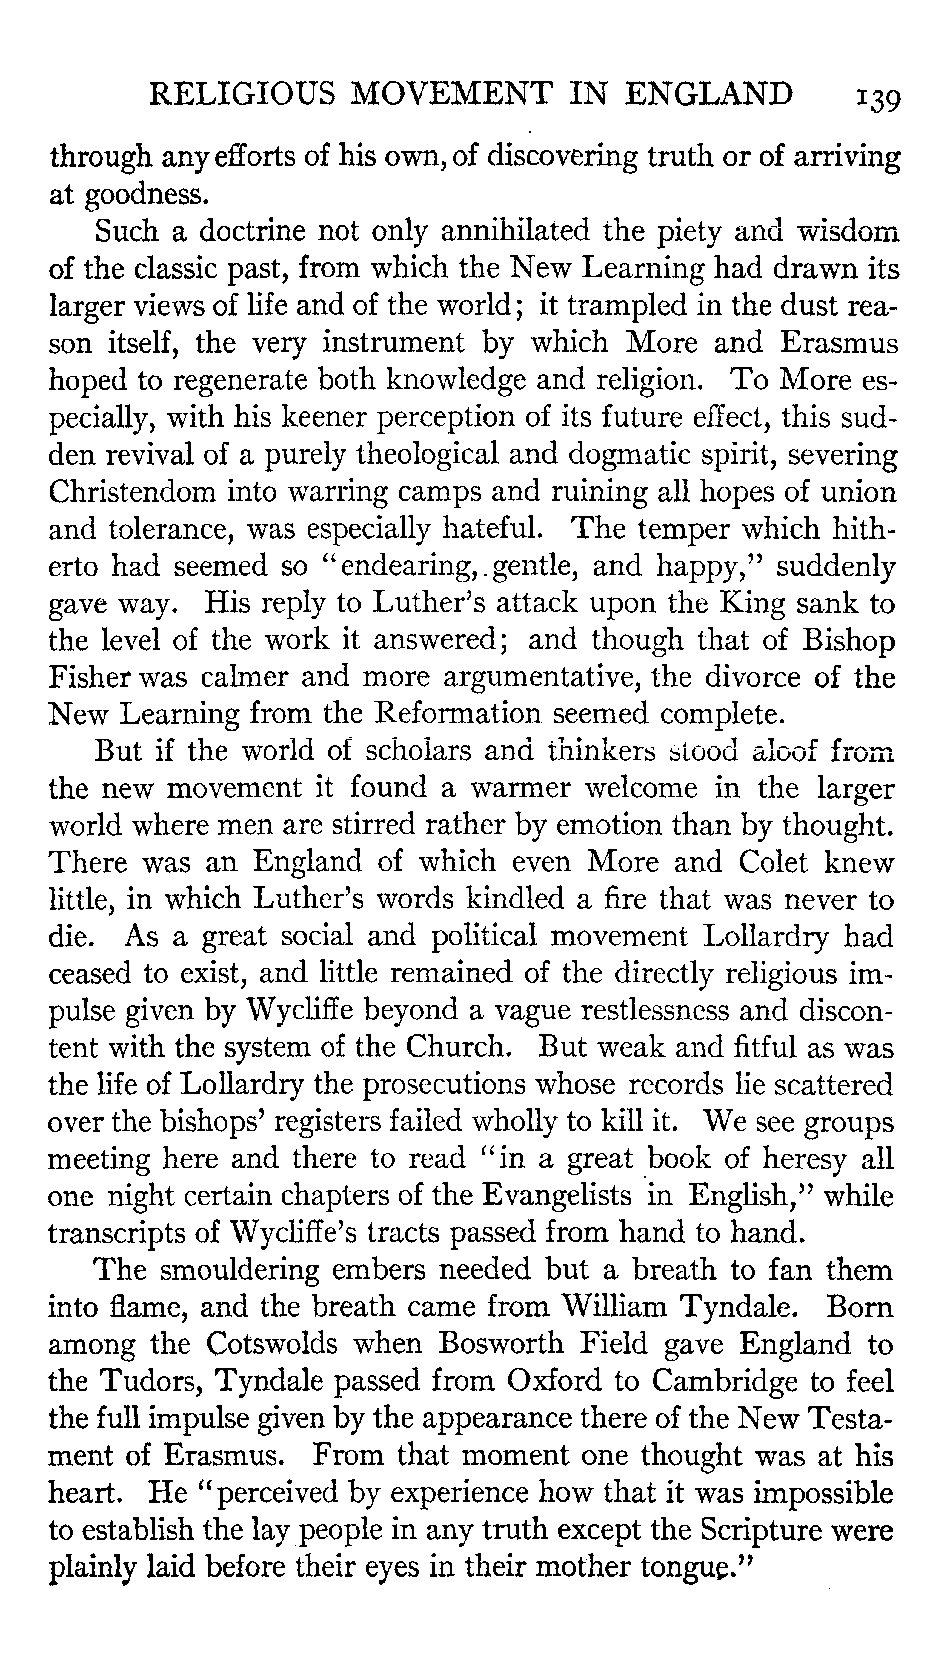 RELIGIOUS MOVEMENT IN ENGLAND 139
through any efforts of his own, of discovering truth or of arriving
at goodness.
Such a doctrine not only annihilated the piety and wisdom
of the classic past, from which the New Learning had drawn its
larger views of life and of the world; it trampled in the dust rea-
son itself, the very instrument by which More and Erasmus
hoped to regenerate both knowledge and religion. To More es-
pecially, with his keener perception of its future effect, this sud-
den revival of a purely theological and dogmatic spirit, severing
Christendom into warring camps and ruining all hopes of union
and tolerance, was especially hateful. The temper which hith-
erto had seemed so "endearing, gentle, and happy," suddenly
gave way. His reply to Luther's attack upon the King sank to
the level of the work it answered; and though that of Bishop
Fisher was calmer and more argumentative, the divorce of the
New Learning from the Reformation seemed complete.
But if the world of scholars and thinkers stood aloof from
the new movement it found a warmer welcome in the larger
world where men are stirred rather by emotion than by thought.
There was an England of which even More and Colet knew
little, in which Luther's words kindled a fire that was never to
die. As a great social and political movement Lollardry had
ceased to exist, and little remained of the directly religious im-
pulse given by Wycliffe beyond a vague restlessness and discon-
tent with the system of the Church. But weak and fitful as was
the life of Lollardry the prosecutions whose records lie scattered
over the bishops' registers failed wholly to kill it. We see groups
meeting here and there to read "in a great book of heresy all
one night certain chapters of the Evangelists in English," while
transcripts of Wycliffe's tracts passed from hand to hand.
The smouldering embers needed but a breath to fan them
into flame, and the breath came from William Tyndale. Born
among the Cotswolds when Bosworth Field gave England to
the Tudors, Tyndale passed from Oxford to Cambridge to feel
the full impulse given by the appearance there of the New Testa-
ment of Erasmus. From that moment one thought was at his
heart. He "perceived by experience how that it was impossible
to establish the lay people in any truth except the Scripture were
plainly laid before their eyes in their mother tongue."